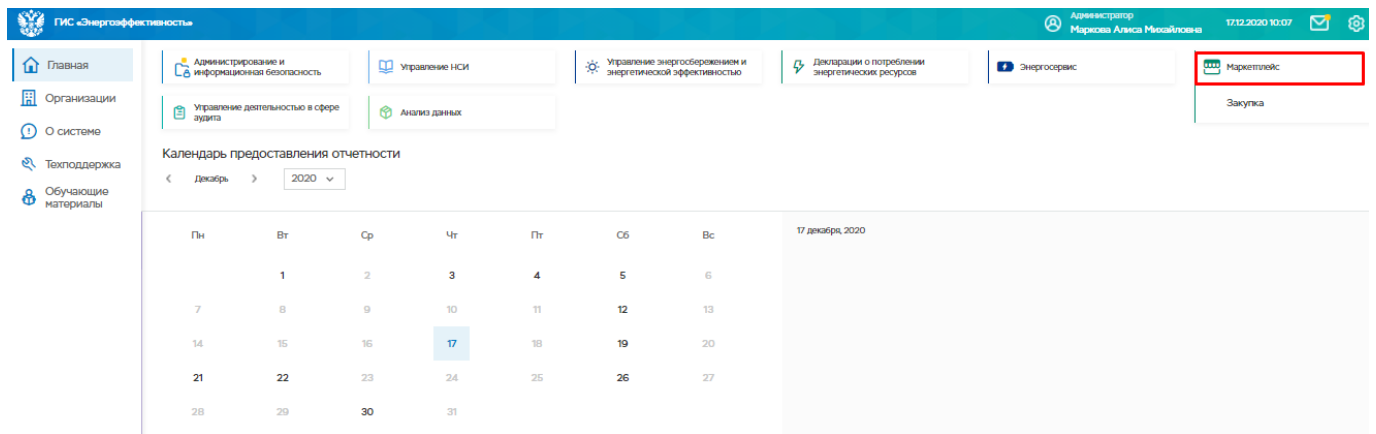 ГИС «Энергоэффективность»
Администратор
Маркова Алиса Михайловна
17.12.2020 10:07
Главная
Организации
О системе
Техподдержка
Обучающие
материалы
Администрирование и
информационная безопасность
Управление НСИ
Управление энергосбережением и
энергетической эффективностью
Декларации о потреблении
энергетических ресурсов
Энергосервис
Маркетплейс
Закупка
Управление деятельностью в сфере
аудита
Анализ данных
Календарь предоставления отчетности
Декабрь 2020
Пн Вт Ср Чт Пт Сб Вс
1 2 3 4 5 6
7 8 9 10 11 12 13
14 15 16 17 18 19 20
21 22 23 24 25 26 27
28 29 30 31
17 декабря, 2020